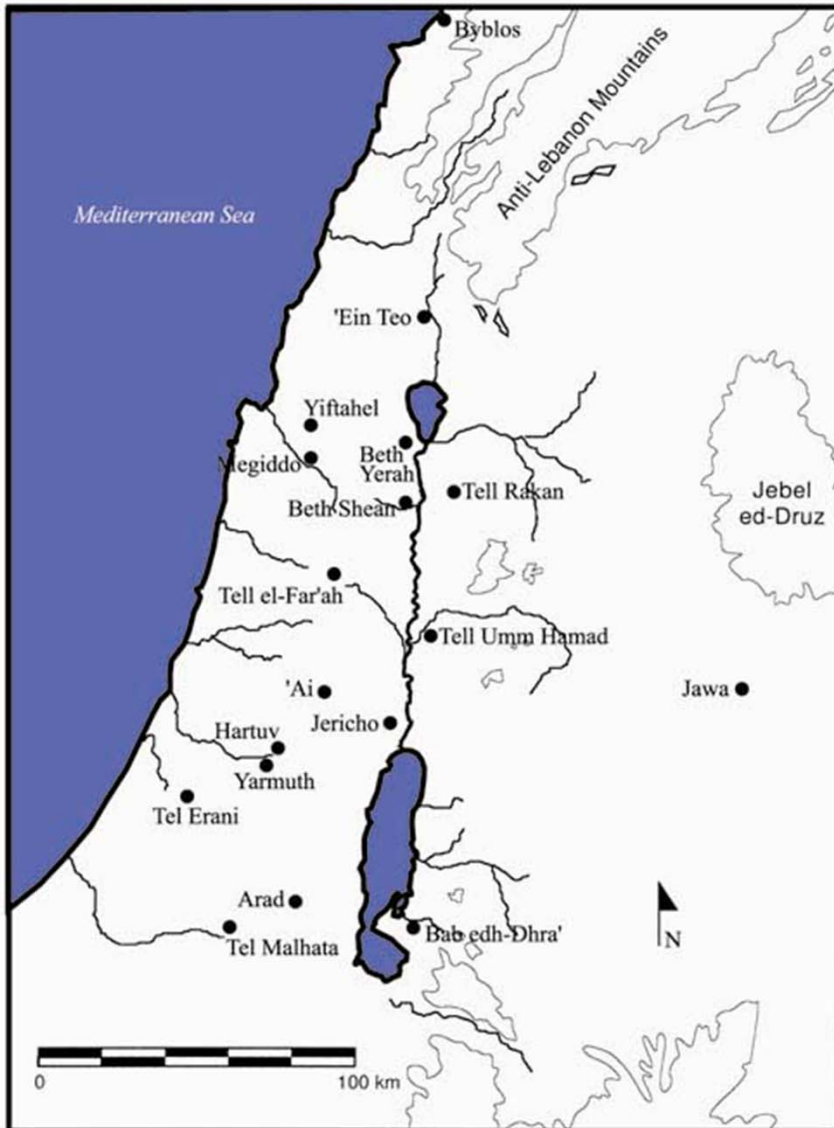 Byblos
Anti-Lebanon Mountains
Mediterranean Sea
'Ein Teo
Yiftahel
Megiddo
Beth
Yerah
Tell Rakan
Beth Shean
Jebel
ed-Druz
Tell el-Far'ah
Tell Umm Hamad
'Ai
Jawa
Jericho
Hartuv
Yarmuth
Tel Erani
Arad
Tel Malhata
Bab edh-Dhra'
N
0
100 km